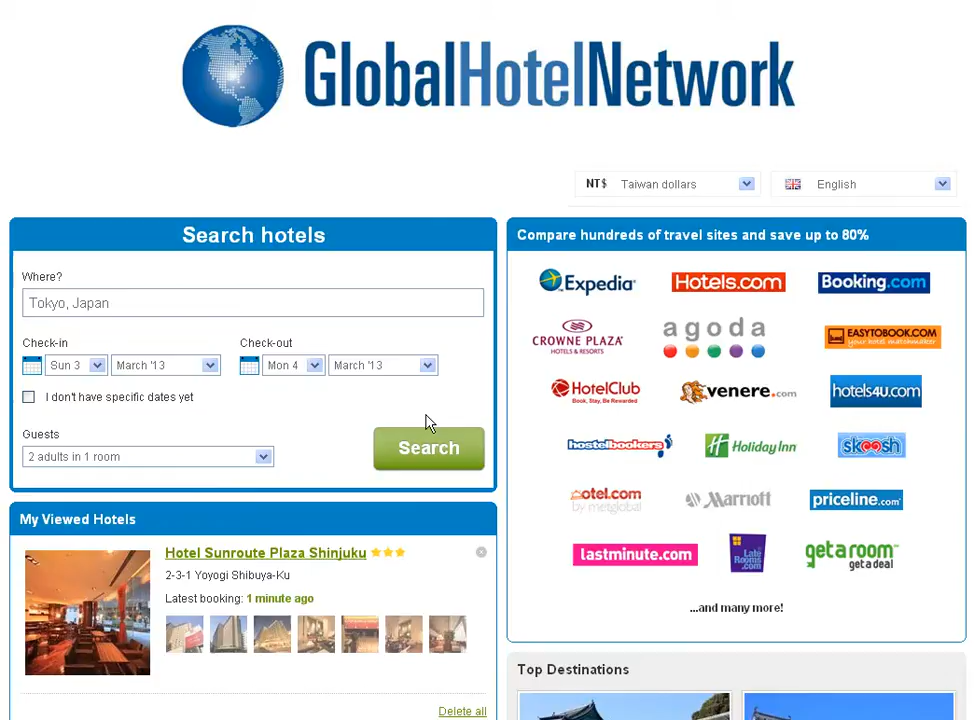 GlobalHotelNetwork
NT$ Taiwan dollars
English
Search hotels
Where?
Tokyo, Japan
Check-in
Check-out
Sun 3
March '13
Mon 4
March '13
I don't have specific dates yet
Guests
2 adults in 1 room
Search
My Viewed Hotels
Hotel Sunroute Plaza Shinjuku
2-3-1 Yoyogi Shibuya-Ku
Latest booking: 1 minute ago
Delete all
Compare hundreds of travel sites and save up to 80%
Expedia
Hotels.com
Booking.com
CROWNE PLAZA
HOTELS & RESORTS
agoda
EASYTOBOOK.COM
your hotel matchmaker
HotelClub
Book, Stay, Be Rewarded
venere.com
hotels4u.com
hostelbookers
Holiday Inn
skoosh
otel.com
by metglobal
Marriott
priceline.com
lastminute.com
Late
Rooms.com
getaroom
get a deal
...and many more!
Top Destinations